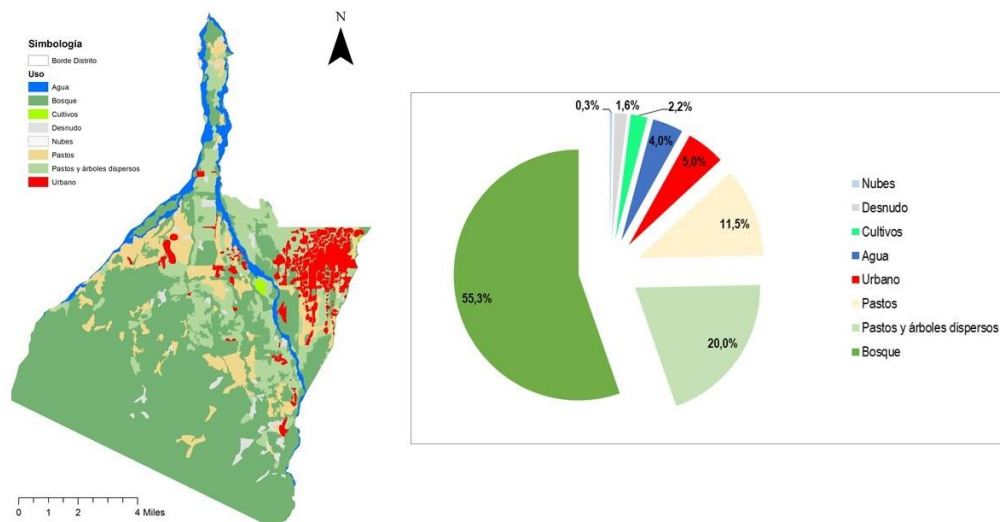 N
Simbología
Borde Distrito
Uso
Agua
Bosque
Cultivos
Desnudo
Nubes
Pastos
Pastos y árboles dispersos
Urbano
0 1 2 4 Miles
0,3%
1,6%
2,2%
4,0%
5,0%
11,5%
20,0%
55,3%
Nubes
Desnudo
Cultivos
Agua
Urbano
Pastos
Pastos y árboles dispersos
Bosque